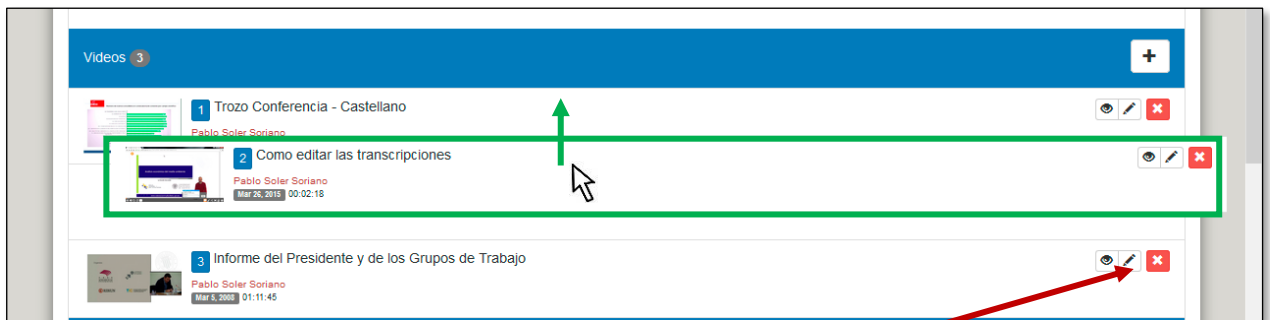 Videos 3
+
1 Trozo Conferencia - Castellano
Pablo Soler Soriano
2 Como editar las transcripciones
Pablo Soler Soriano
Mar 26, 2015 00:02:18
3 Informe del Presidente y de los Grupos de Trabajo
Pablo Soler Soriano
Mar 5, 2008 01:11:45